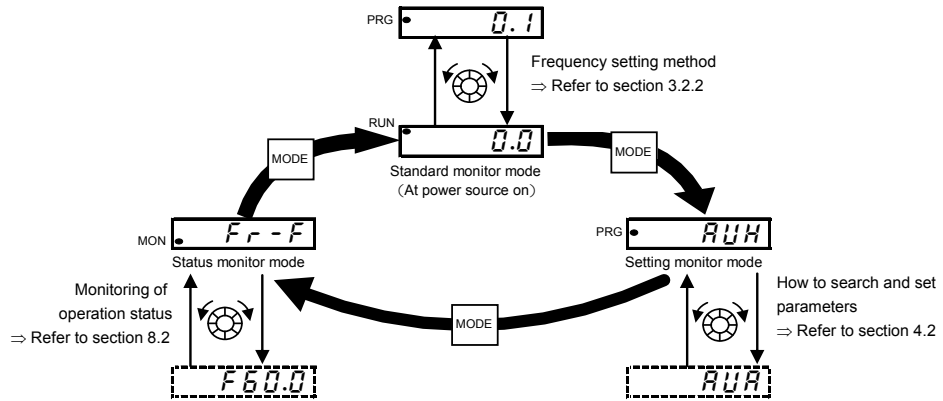 PRG 0.1
Frequency setting method
⇒ Refer to section 3.2.2
RUN 0.0
MODE
MODE
Standard monitor mode
(At power source on)
MON Fr-F
Status monitor mode
PRG AUH
Setting monitor mode
Monitoring of
operation status
⇒ Refer to section 8.2
How to search and set
parameters
⇒ Refer to section 4.2
MODE
F60.0
AUA